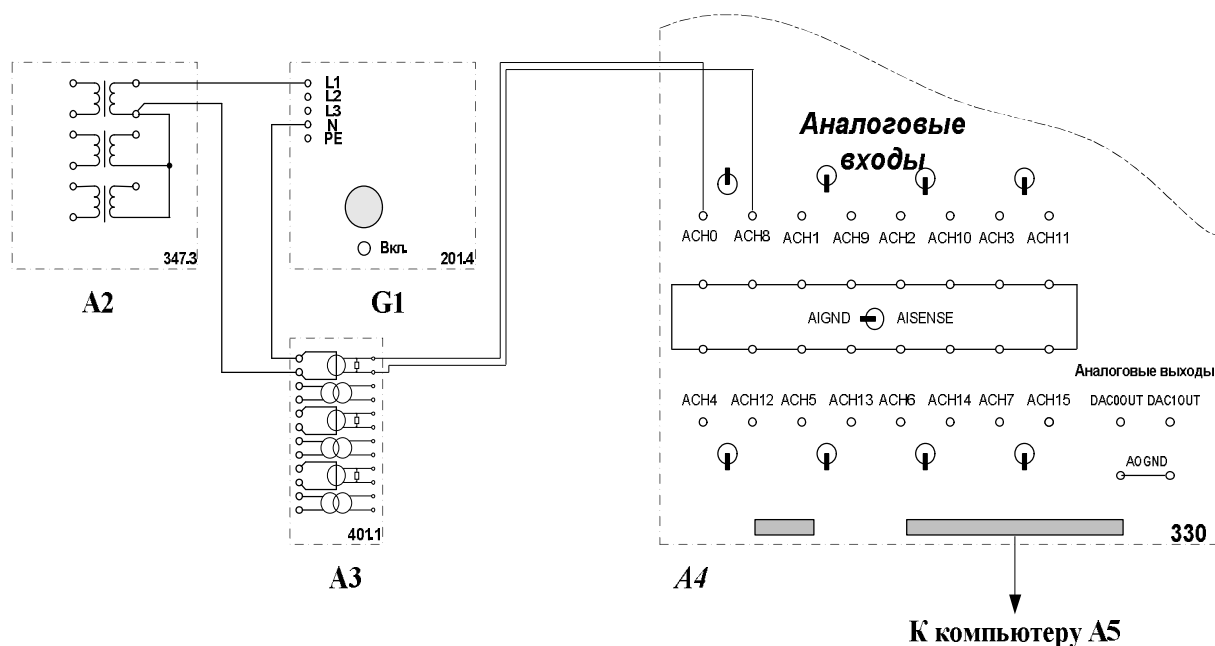 L1
L2
L3
N
PE
Вкл.
347.3
201.4
A2
G1
Аналоговые
входы
ACH0 ACH8 ACH1 ACH9 ACH2 ACH10 ACH3 ACH11
AIGND AISENSE
Аналоговые выходы
ACH4 ACH12 ACH5 ACH13 ACH6 ACH14 ACH7 ACH15
DAC0OUT DAC1OUT
AOGND
401.1
330
A3
A4
К компьютеру А5